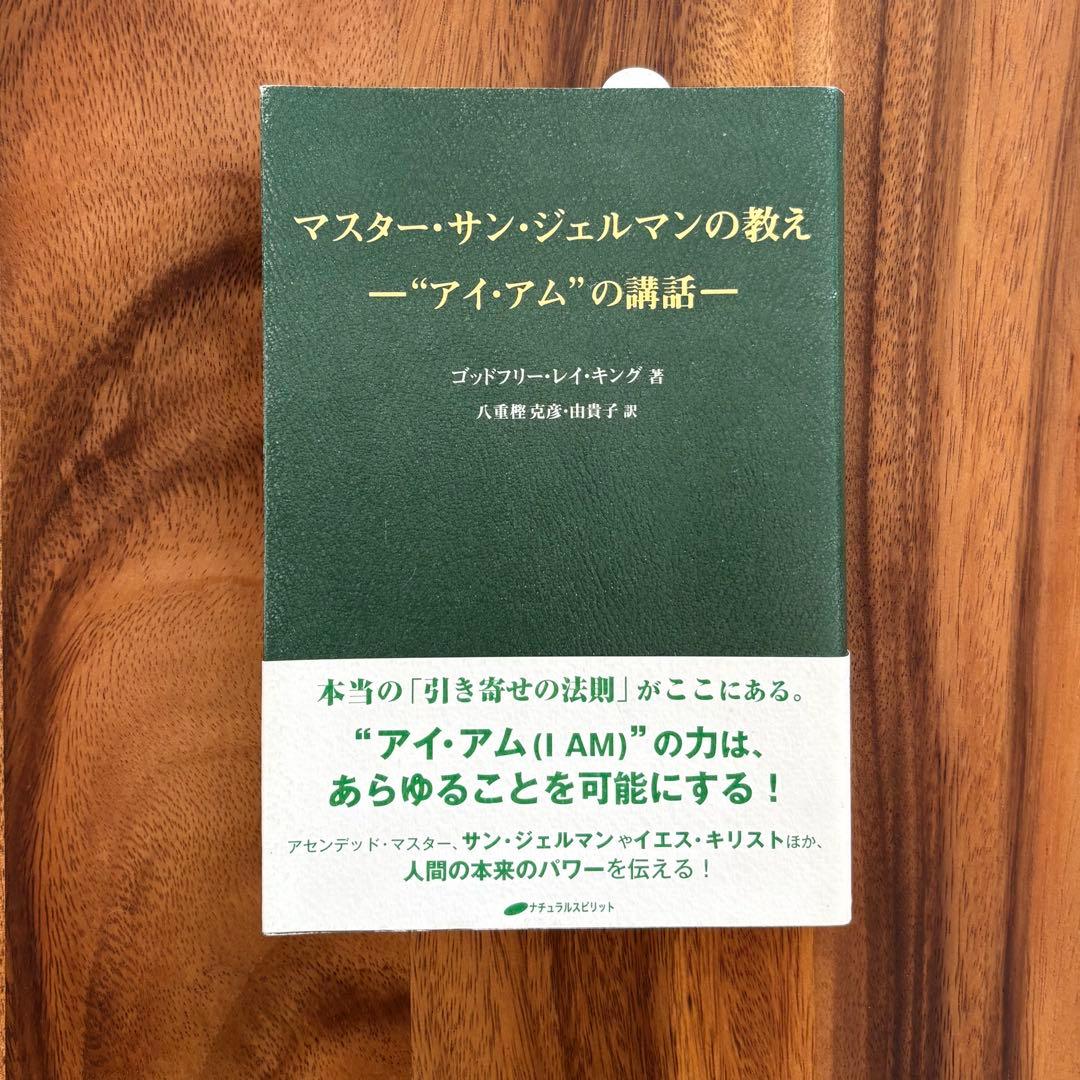 マスター・サン・ジェルマンの教え
―“アイ・アム”の講話―
ゴッドフリー・レイ・キング 著
八重樫克彦・由貴子 訳
本当の「引き寄せの法則」がここにある。
“アイ・アム(I AM)”の力は、
あらゆることを可能にする!
アセンデッド・マスター、サン・ジェルマンやイエス・キリストほか、
人間の本来のパワーを伝える!
ナチュラルスピリット